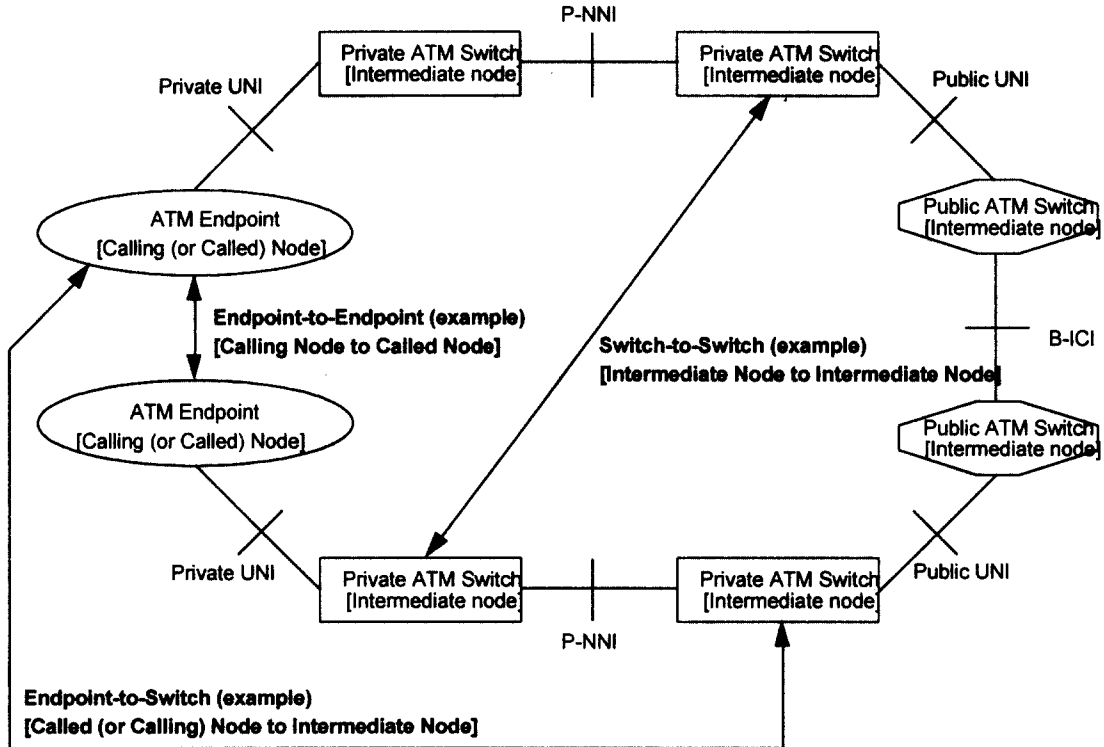 P-NNI
Private ATM Switch
[Intermediate node]
Private ATM Switch
[Intermediate node]
Private UNI
Public UNI
ATM Endpoint
[Calling (or Called) Node]
Public ATM Switch
[Intermediate node]
Endpoint-to-Endpoint (example)
[Calling Node to Called Node]
Switch-to-Switch (example)
[Intermediate Node to Intermediate Node]
B-ICI
ATM Endpoint
[Calling (or Called) Node]
Public ATM Switch
[Intermediate node]
Private UNI
Private ATM Switch
[Intermediate node]
Private ATM Switch
[Intermediate node]
Public UNI
P-NNI
Endpoint-to-Switch (example)
[Called (or Calling) Node to Intermediate Node]